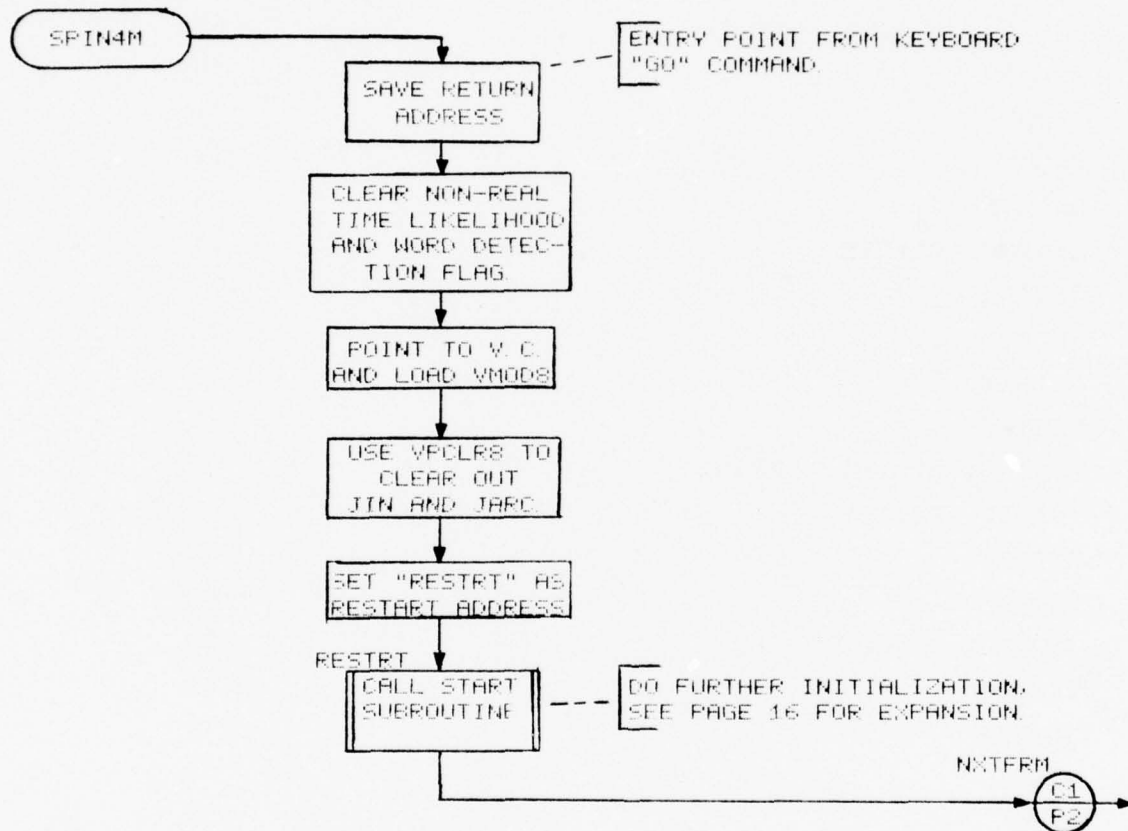 SPIN4M
ENTRY POINT FROM KEYBOARD
"GO" COMMAND.
SAVE RETURN
ADDRESS
CLEAR NON-REAL
TIME LIKELIHOOD
AND WORD DETEC-
TION FLAG.
POINT TO V. C.
AND LOAD VMOD8
USE VPCLR8 TO
CLEAR OUT
JIN AND JARC.
SET "RESTRT" AS
RESTART ADDRESS
RESTRT
CALL START
SUBROUTINE
DO FURTHER INITIALIZATION,
SEE PAGE 16 FOR EXPANSION.
NXTFRM
C1
P2